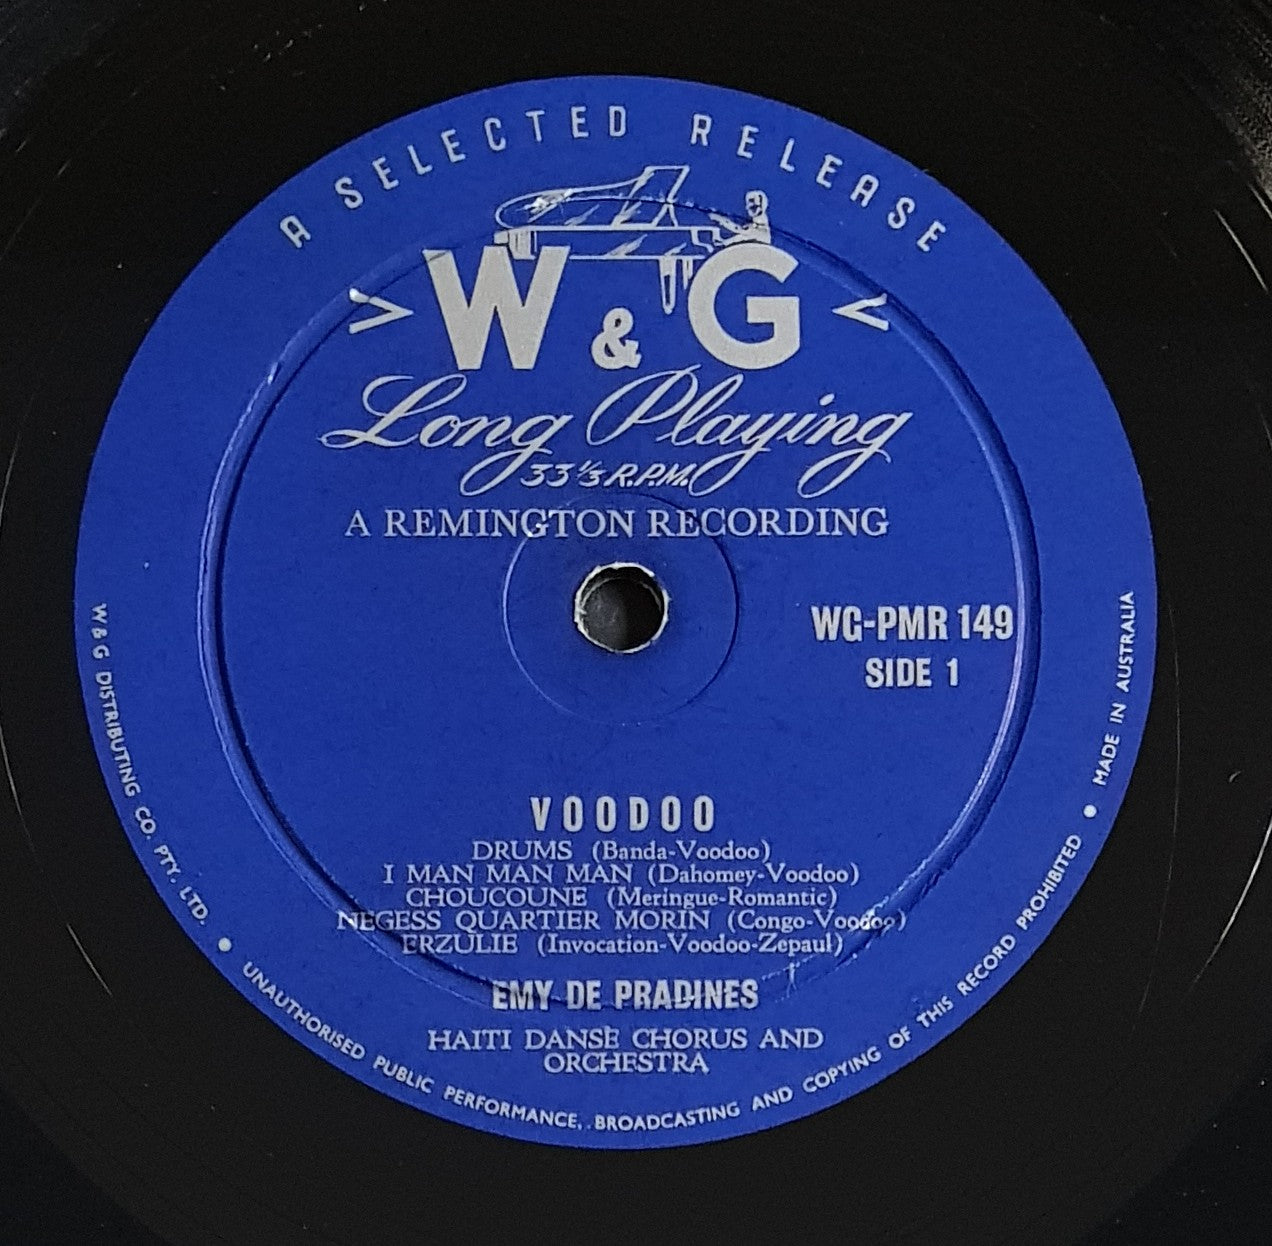 A SELECTED RELEASE
> W & G <
Long Playing
33⅓ R.P.M.
A REMINGTON RECORDING
WG-PMR 149
SIDE 1
VOODOO
DRUMS (Banda-Voodoo)
I MAN MAN MAN (Dahomey-Voodoo)
CHOUCOUNE (Meringue-Romantic)
NEGESS QUARTIER MORIN (Congo-Voodoo)
ERZULIE (Invocation-Voodoo-Zepaul)
EMY DE PRADINES
HAITI DANSE CHORUS AND
ORCHESTRA
W & G DISTRIBUTING CO. PTY. LTD. • UNAUTHORISED PUBLIC PERFORMANCE, BROADCASTING AND COPYING OF THIS RECORD PROHIBITED • MADE IN AUSTRALIA